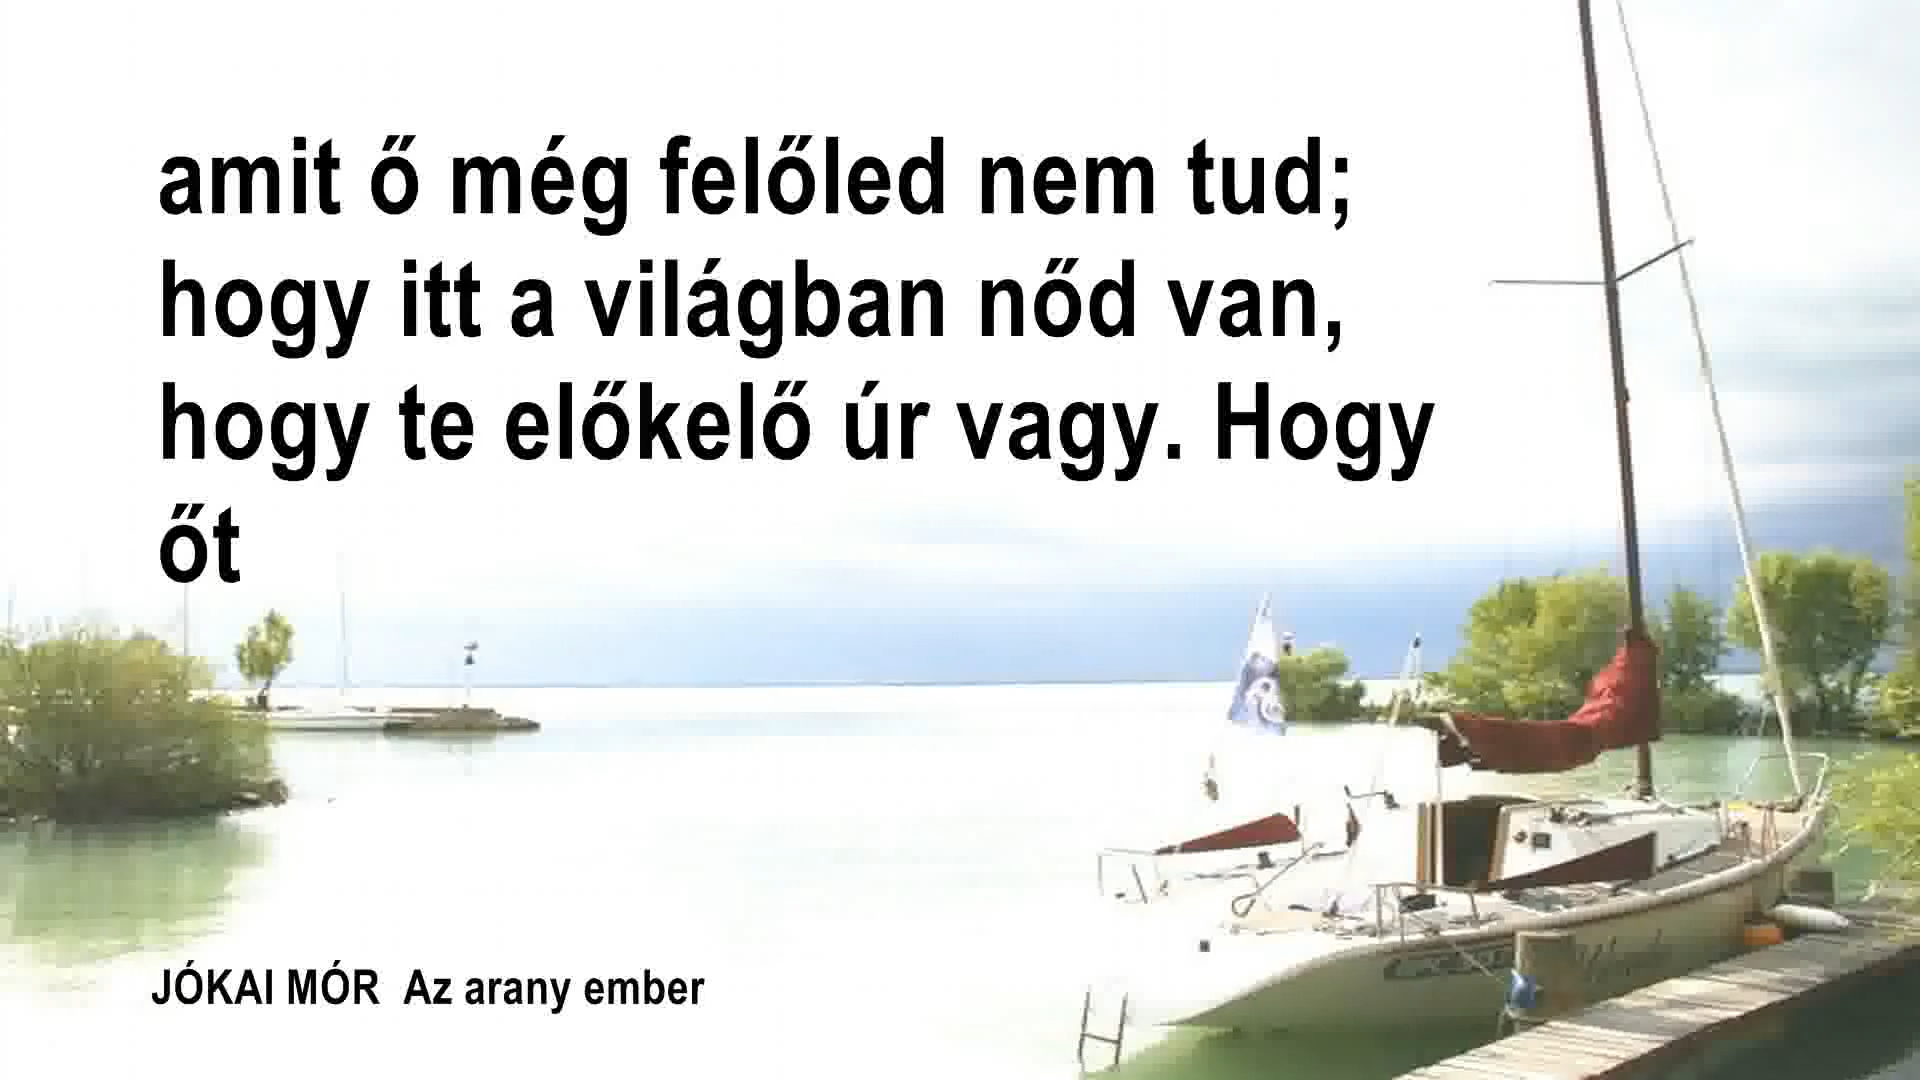 amit ő még felőled nem tud;
hogy itt a világban nőd van,
hogy te előkelő úr vagy. Hogy
őt
JÓKAI MÓR  Az arany ember